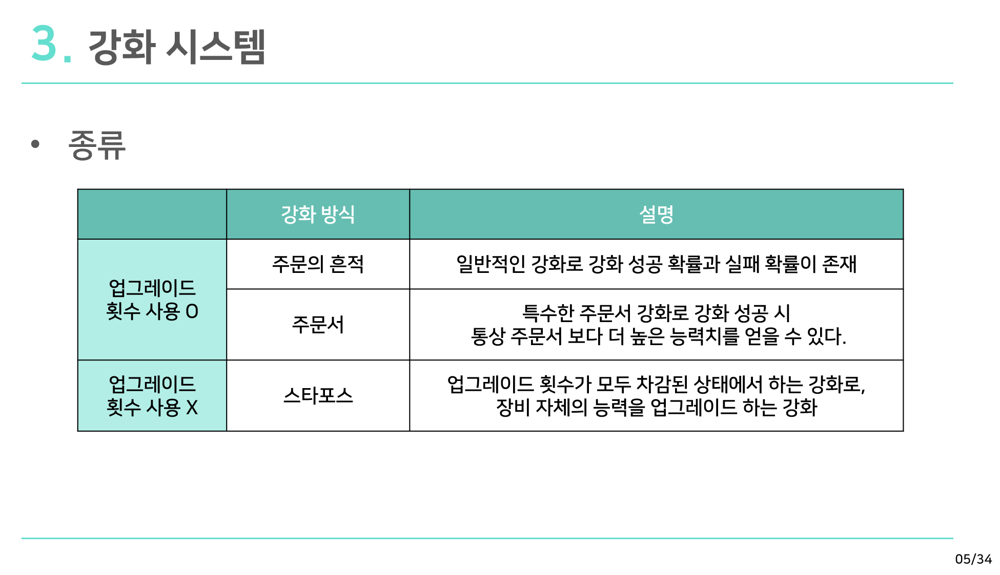 3. 강화 시스템
• 종류
강화 방식 설명
업그레이드
횟수 사용 O
주문의 흔적
일반적인 강화로 강화 성공 확률과 실패 확률이 존재
주문서
특수한 주문서 강화로 강화 성공 시
통상 주문서 보다 더 높은 능력치를 얻을 수 있다.
업그레이드
횟수 사용 X
스타포스
업그레이드 횟수가 모두 차감된 상태에서 하는 강화로,
장비 자체의 능력을 업그레이드 하는 강화
05/34